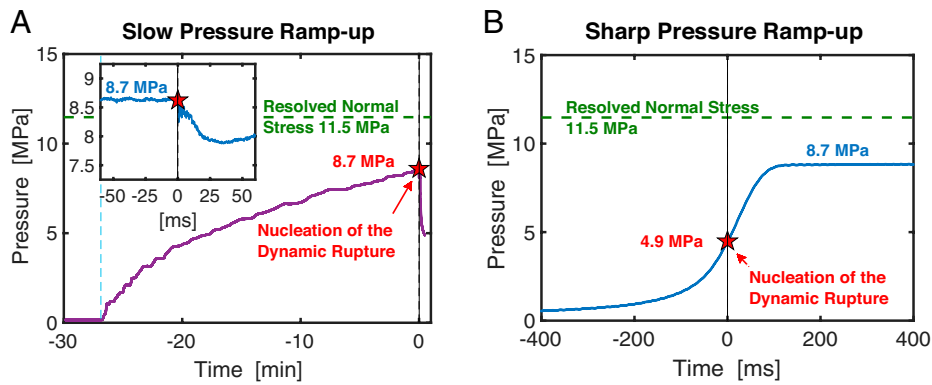 A
Slow Pressure Ramp-up
15
10
5
0
Pressure [MPa]
-30
-20
-10
0
Time [min]
9
8.5
8
7.5
-50
-25
0
25
50
[ms]
8.7 MPa
Resolved Normal
Stress 11.5 MPa
8.7 MPa
Nucleation of the
Dynamic Rupture
B
Sharp Pressure Ramp-up
15
10
5
0
Pressure [MPa]
-400
-200
0
200
400
Time [ms]
Resolved Normal Stress
11.5 MPa
8.7 MPa
4.9 MPa
Nucleation of the
Dynamic Rupture